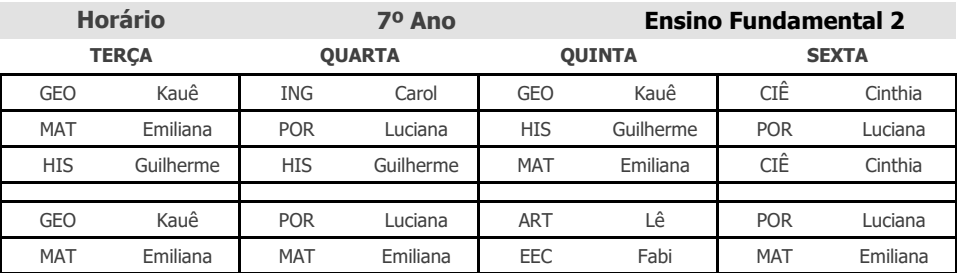 Horário 7º Ano Ensino Fundamental 2
TERÇA QUARTA QUINTA SEXTA
GEO Kauê ING Carol GEO Kauê CIÊ Cinthia
MAT Emiliana POR Luciana HIS Guilherme POR Luciana
HIS Guilherme HIS Guilherme MAT Emiliana CIÊ Cinthia
GEO Kauê POR Luciana ART Lê POR Luciana
MAT Emiliana MAT Emiliana EEC Fabi MAT Emiliana